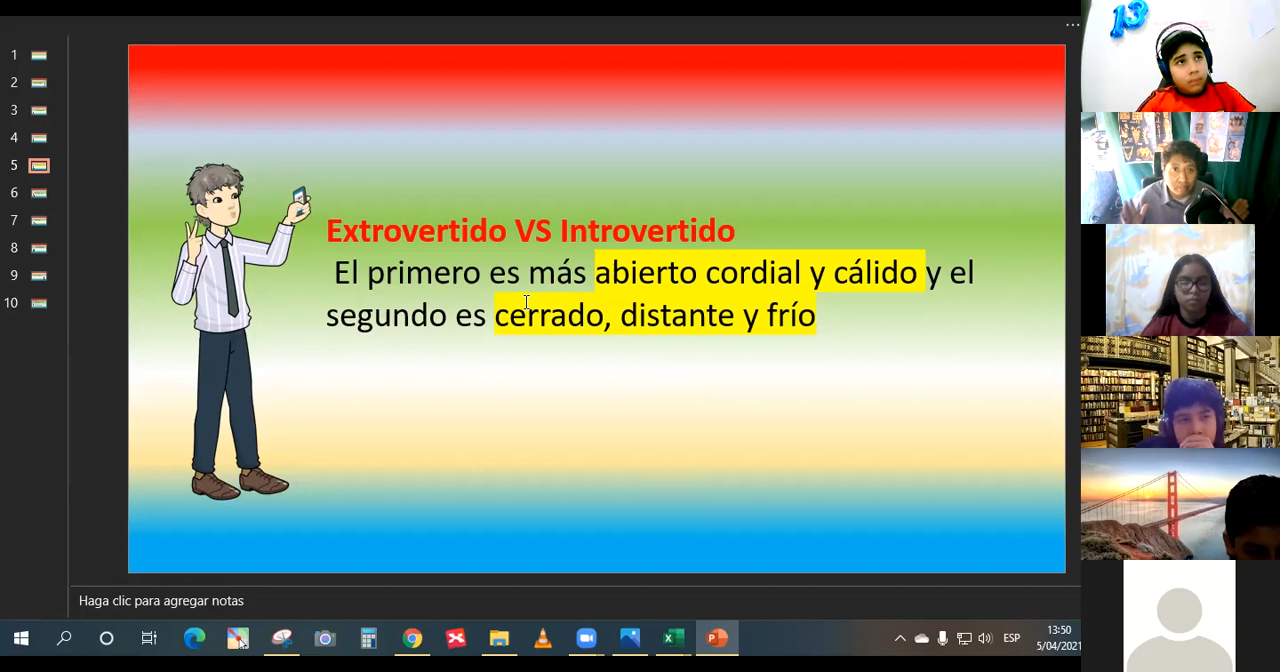 13
1
2
3
4
5
6
7
8
9
10
Extrovertido VS Introvertido
El primero es más abierto cordial y cálido y el
segundo es cerrado, distante y frío
Haga clic para agregar notas
ESP
13:50
5/04/2021